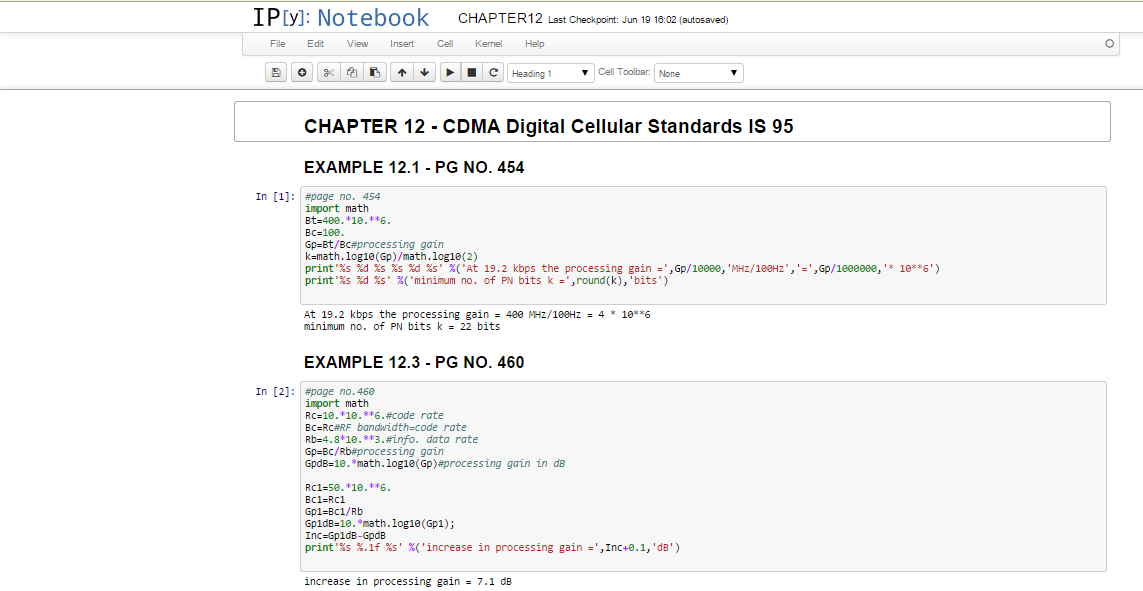 IP[y]: Notebook CHAPTER12 Last Checkpoint: Jun 19 16:02 (autosaved)
File Edit View Insert Cell Kernel Help
Heading 1 Cell Toolbar: None
CHAPTER 12 - CDMA Digital Cellular Standards IS 95
EXAMPLE 12.1 - PG NO. 454
In [1]: #page no. 454
import math
Bt=400.*10.**6.
Bc=100.
Gp=Bt/Bc#processing gain
k=math.log10(Gp)/math.log10(2)
print'%s %d %s %s %d %s' %('At 19.2 kbps the processing gain =',Gp/10000,'MHz/100Hz','=',Gp/1000000,'* 10**6')
print'%s %d %s' %('minimum no. of PN bits k =',round(k),'bits')
At 19.2 kbps the processing gain = 400 MHz/100Hz = 4 * 10**6
minimum no. of PN bits k = 22 bits
EXAMPLE 12.3 - PG NO. 460
In [2]: #page no.460
import math
Rc=10.*10.**6.#code rate
Bc=Rc#RF bandwidth=code rate
Rb=4.8*10.**3.#info. data rate
Gp=Bc/Rb#processing gain
GpdB=10.*math.log10(Gp)#processing gain in dB
Rc1=50.*10.**6.
Bc1=Rc1
Gp1=Bc1/Rb
Gp1dB=10.*math.log10(Gp1);
Inc=Gp1dB-GpdB
print'%s %.1f %s' %('increase in processing gain =',Inc+0.1,'dB')
increase in processing gain = 7.1 dB